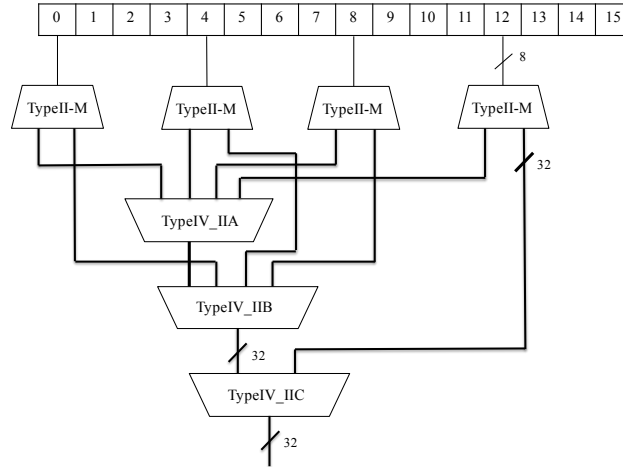 0 1 2 3 4 5 6 7 8 9 10 11 12 13 14 15
8
TypeII-M TypeII-M TypeII-M TypeII-M
32
TypeIV_IIA
TypeIV_IIB
32
TypeIV_IIC
32